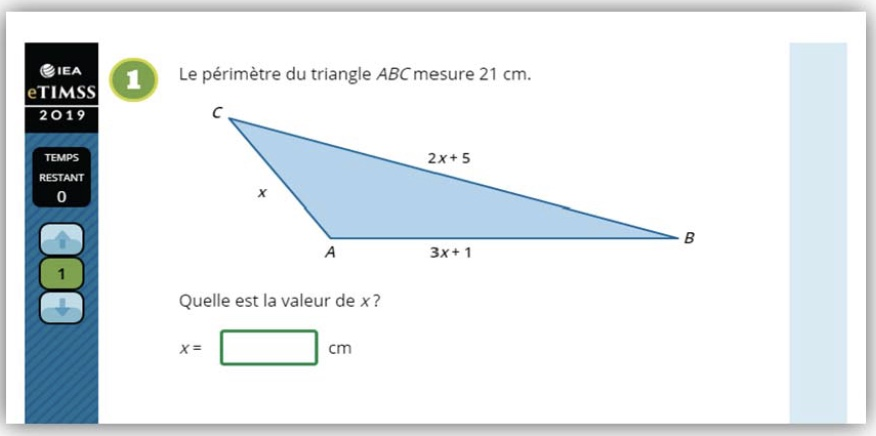 IEA
eTIMSS
2019
TEMPS
RESTANT
0
1
1
Le périmètre du triangle ABC mesure 21 cm.
C
2x + 5
x
B
A
3x + 1
Quelle est la valeur de x ?
x =
cm